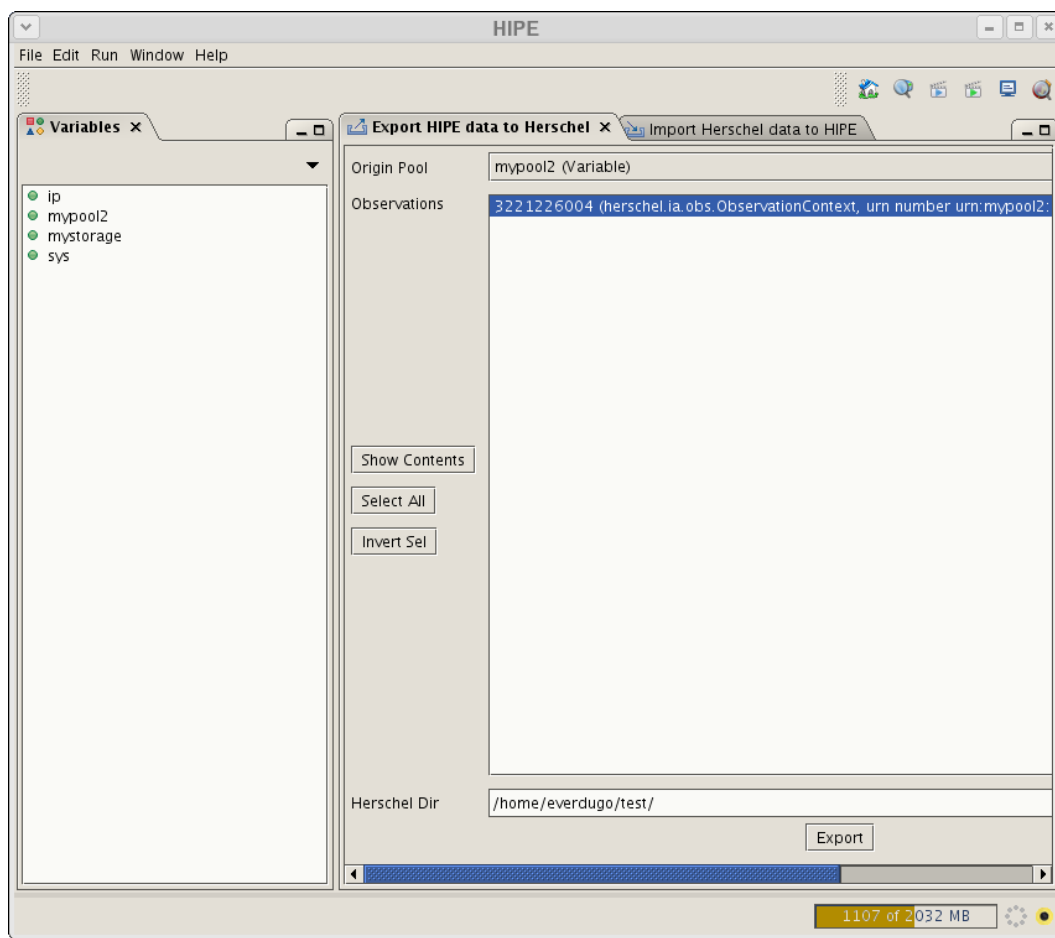 HIPE
File Edit Run Window Help
Variables
Export HIPE data to Herschel
Import Herschel data to HIPE
Origin Pool
mypool2 (Variable)
Observations
3221226004 (herschel.ia.obs.ObservationContext, urn number urn:mypool2:
ip
mypool2
mystorage
sys
Show Contents
Select All
Invert Sel
Herschel Dir
/home/everdugo/test/
Export
1107 of 2032 MB